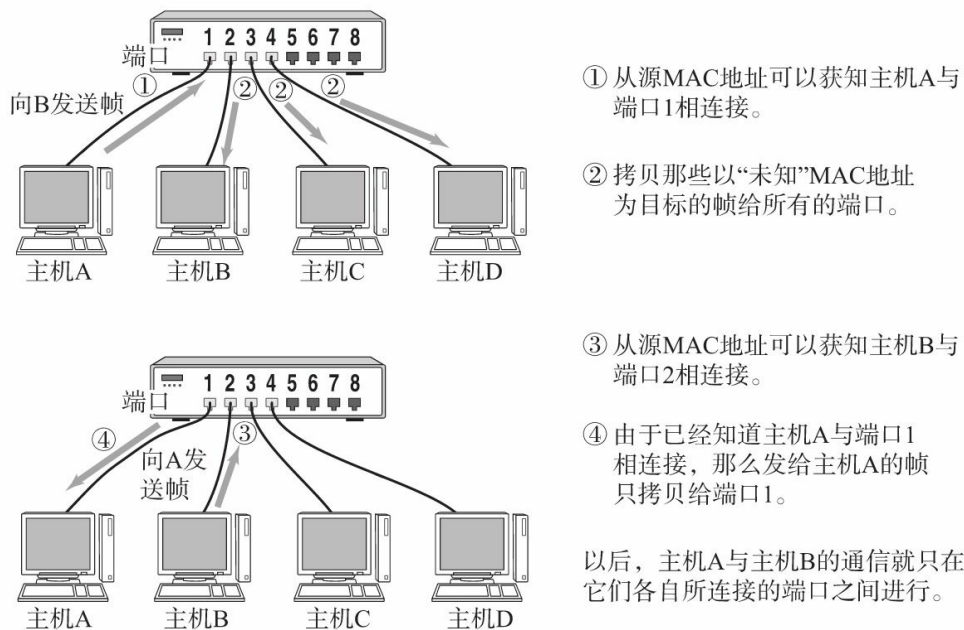 1 2 3 4 5 6 7 8
端口
①
向B发送帧
②
②
②
主机A
主机B
主机C
主机D
① 从源MAC地址可以获知主机A与
端口1相连接。
② 拷贝那些以“未知”MAC地址
为目标的帧给所有的端口。
1 2 3 4 5 6 7 8
端口
④
向A发
送帧
③
主机A
主机B
主机C
主机D
③ 从源MAC地址可以获知主机B与
端口2相连接。
④ 由于已经知道主机A与端口1
相连接，那么发给主机A的帧
只拷贝给端口1。
以后，主机A与主机B的通信就只在
它们各自所连接的端口之间进行。